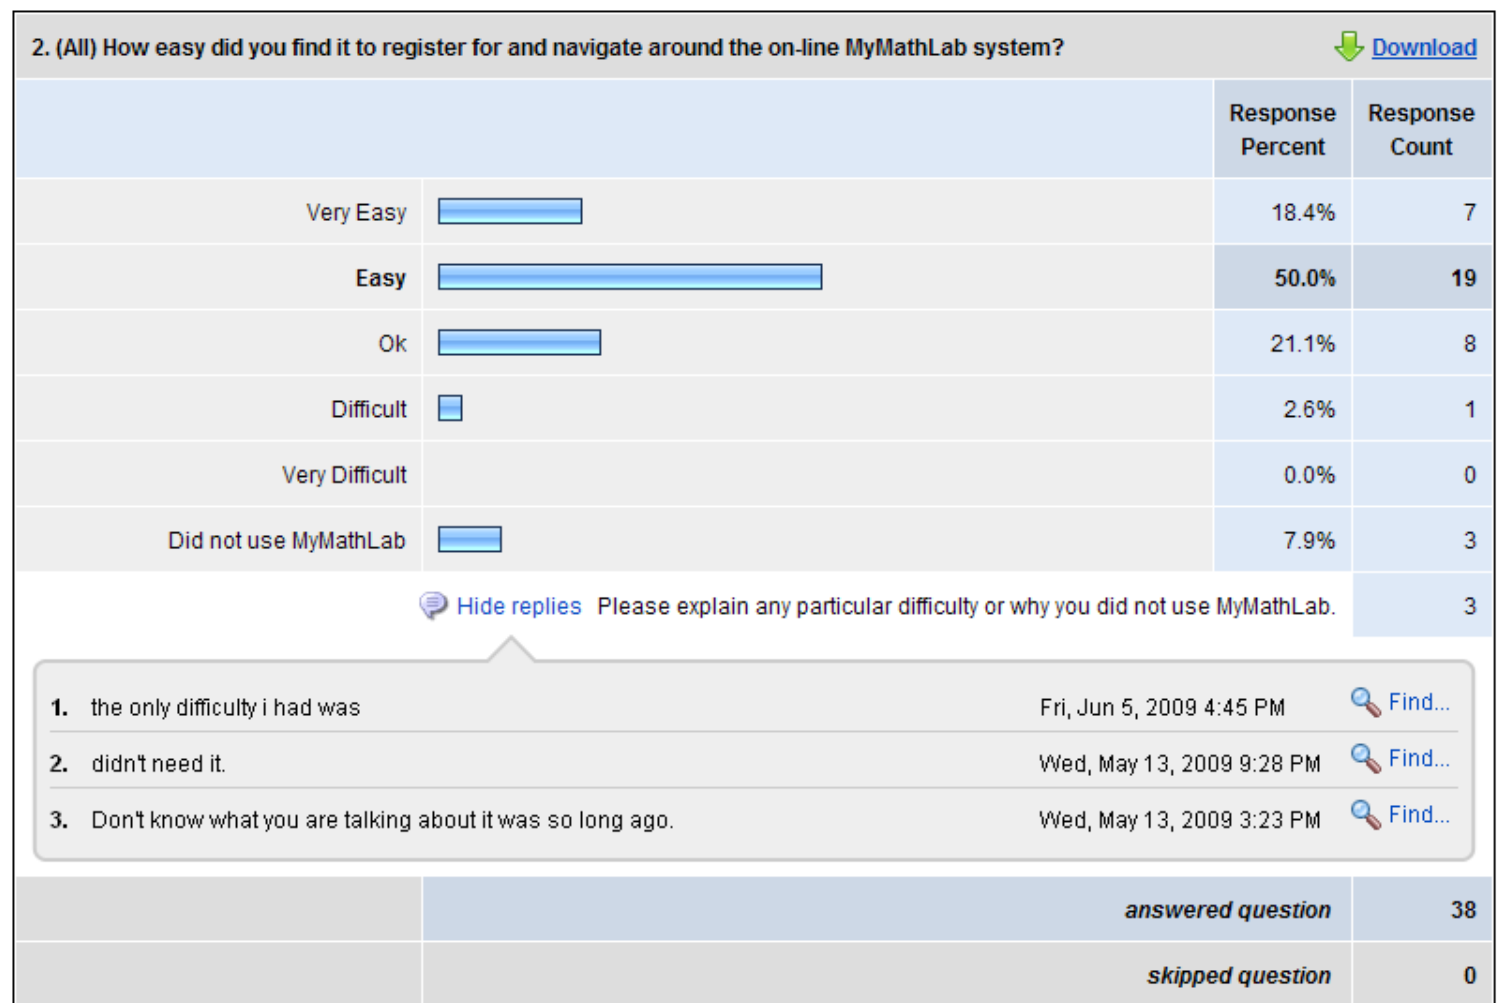 2. (All) How easy did you find it to register for and navigate around the on-line MyMathLab system? Download
Response Percent Response Count
Very Easy 18.4% 7
Easy 50.0% 19
Ok 21.1% 8
Difficult 2.6% 1
Very Difficult 0.0% 0
Did not use MyMathLab 7.9% 3
Hide replies Please explain any particular difficulty or why you did not use MyMathLab. 3
1. the only difficulty i had was Fri, Jun 5, 2009 4:45 PM Find...
2. didn't need it. Wed, May 13, 2009 9:28 PM Find...
3. Don't know what you are talking about it was so long ago. Wed, May 13, 2009 3:23 PM Find...
answered question 38
skipped question 0